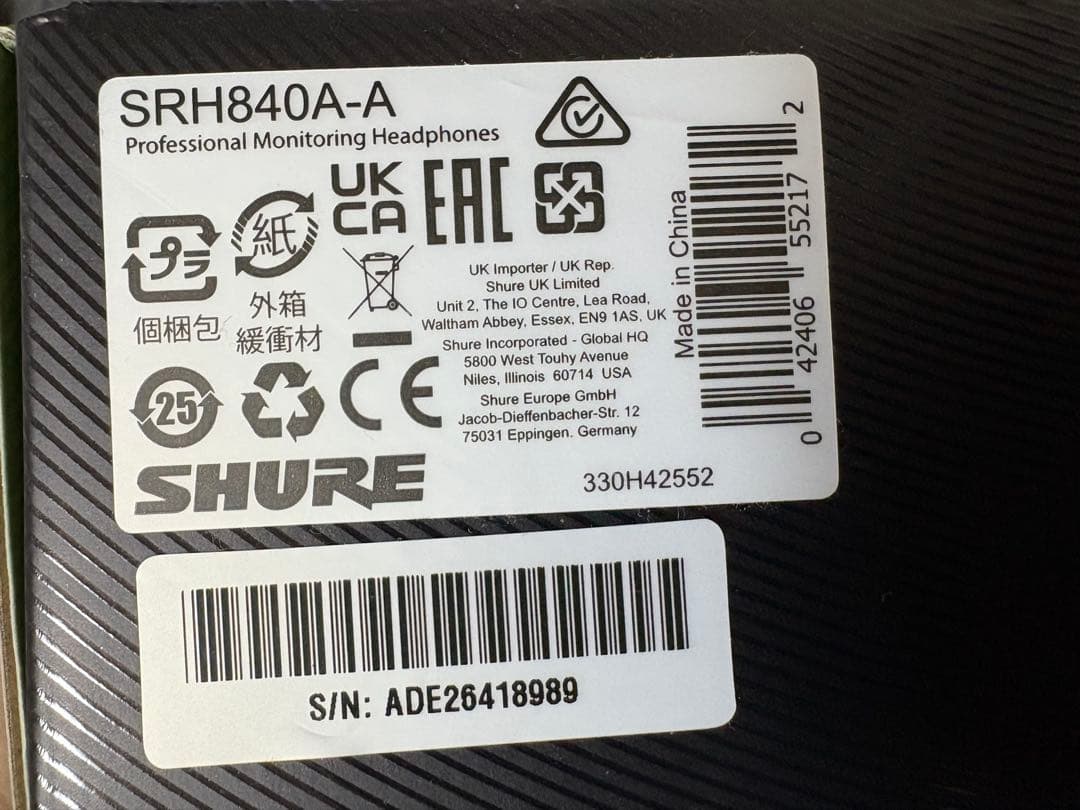 SRH840A-A
Professional Monitoring Headphones
UK
CA
EAC
プラ
個梱包
紙
外箱
緩衝材
UK Importer / UK Rep.
Shure UK Limited
Unit 2, The IO Centre, Lea Road,
Waltham Abbey, Essex, EN9 1AS, UK
Shure Incorporated - Global HQ
5800 West Touhy Avenue
Niles, Illinois 60714 USA
Shure Europe GmbH
Jacob-Dieffenbacher-Str. 12
75031 Eppingen. Germany
25
CE
SHURE
330H42552
Made in China
0 42406 55217 2
S/N: ADE26418989